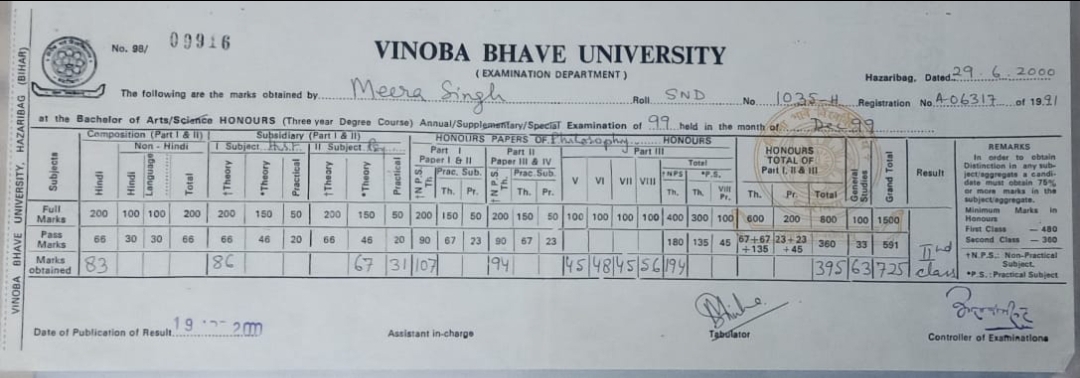 VINOBA BHAVE UNIVERSITY, HAZARIBAG (BIHAR)
No. 98/ 09916
VINOBA BHAVE UNIVERSITY
(EXAMINATION DEPARTMENT)
Hazaribag, Dated 29.6.2000
The following are the marks obtained by Meera Singh Roll SND No 1035-H Registration No. A-06317 of 1991
at the Bachelor of Arts/Science HONOURS (Three year Degree Course) Annual/Supplementary/Special Examination of 99 held in the month of Dec 99
Subjects Composition (Part I & II) Subsidiary (Part I & II) HONOURS PAPERS OF Philosophy HONOURS
Non - Hindi I Subject Hist. II Subject Psy. Part I Part II Part III HONOURS TOTAL OF Part I, II & III General Studies Grand Total Result
Paper I & II Paper III & IV Total
Hindi Hindi Language Total †Theory *Theory Practical †Theory *Theory Practical †N.P.S. Th. Prac. Sub. Th. Pr. †N.P.S. Th. Prac. Sub. Th. Pr. V VI VII VIII †NPS Th. *P.S. Th. VIII Pr. Th. Pr. Total
Full Marks 200 100 100 200 200 150 50 200 150 50 200 150 50 200 150 50 100 100 100 100 400 300 100 600 200 800 100 1500
Pass Marks 66 30 30 66 66 46 20 66 46 20 90 67 23 90 67 23 180 135 45 67+67+135 23+23+45 360 33 591
Marks obtained 83 86 67 31 107 94 45 48 45 56 194 395 63 725 IInd class
REMARKS
In order to obtain
Distinction in any sub-
ject/aggregate a candi-
date must obtain 75%
or more marks in the
subject/aggregate.
Minimum Marks in
Honours
First Class — 480
Second Class — 360
†N.P.S.: Non-Practical
Subject.
*P.S.: Practical Subject
Date of Publication of Result 19 2000
Assistant in-charge
Tabulator
Controller of Examinations